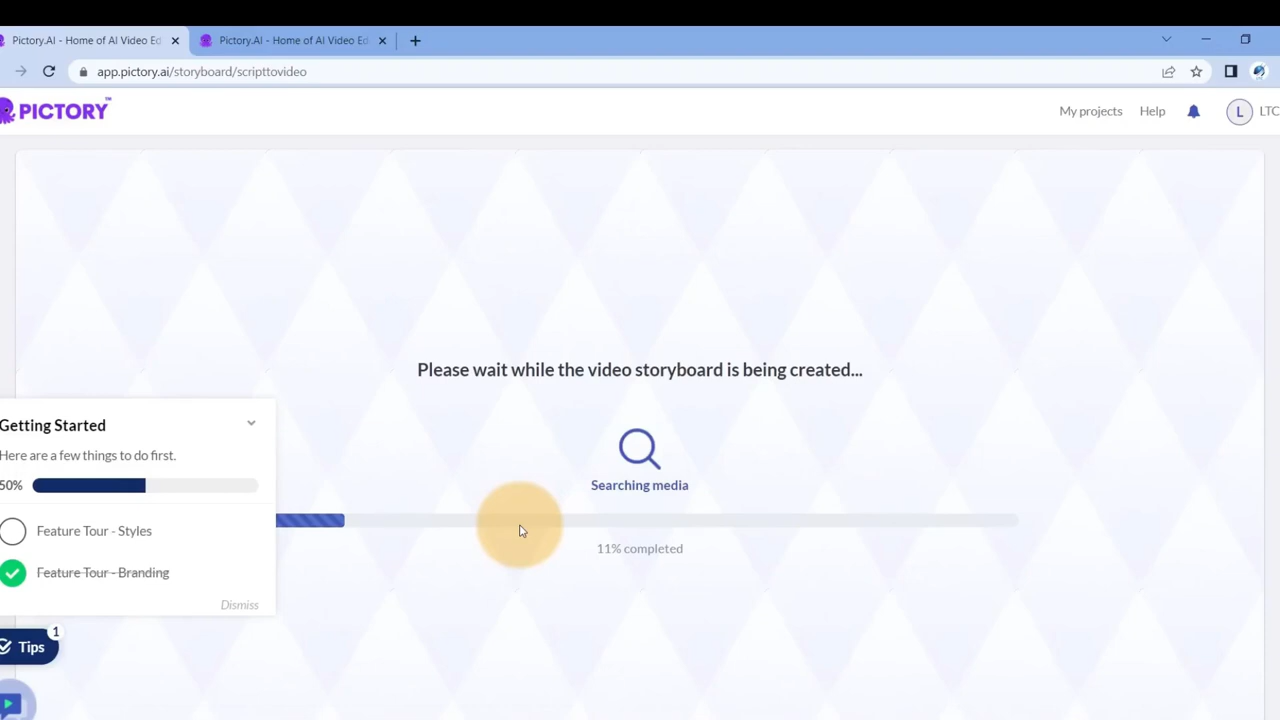 Pictory.AI - Home of AI Video Ed
Pictory.AI - Home of AI Video Ed
app.pictory.ai/storyboard/scripttovideo
PICTORY™
My projects
Help
L
LTC
Please wait while the video storyboard is being created...
Searching media
11% completed
Getting Started
Here are a few things to do first.
50%
Feature Tour - Styles
Feature Tour - Branding
Dismiss
Tips
1